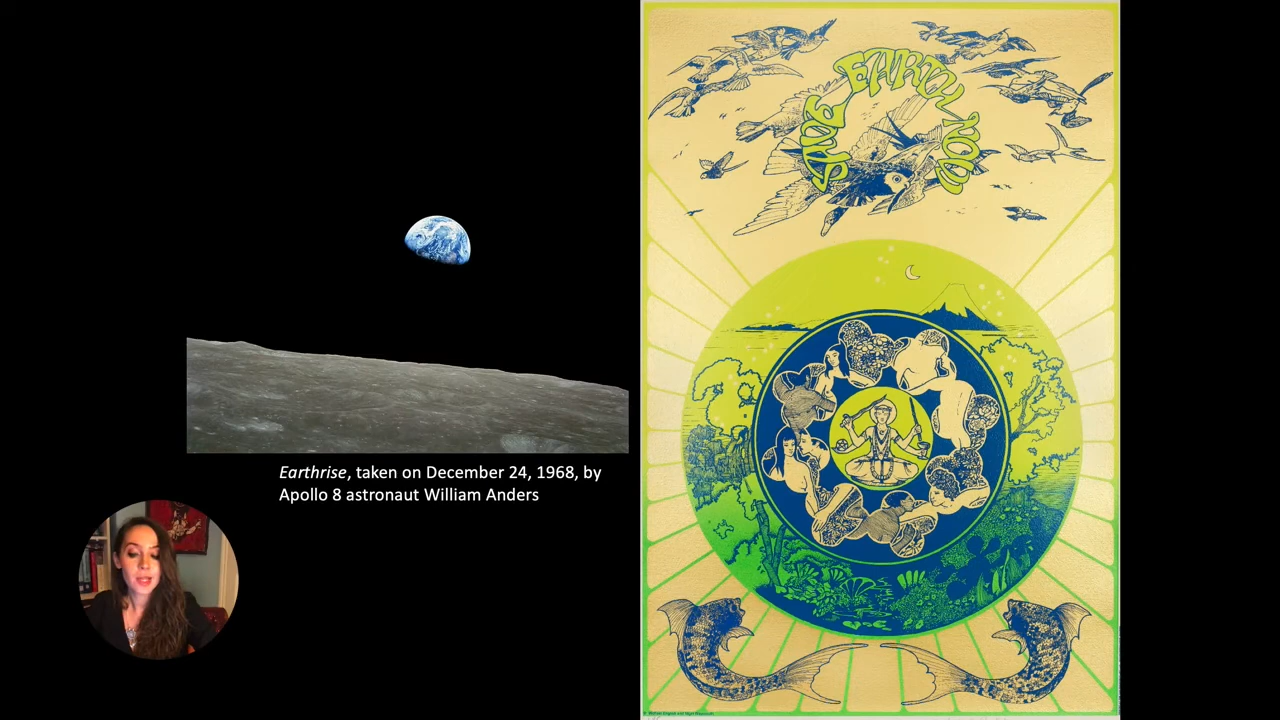 Earthrise, taken on December 24, 1968, by
Apollo 8 astronaut William Anders
SAVE EARTH NOW